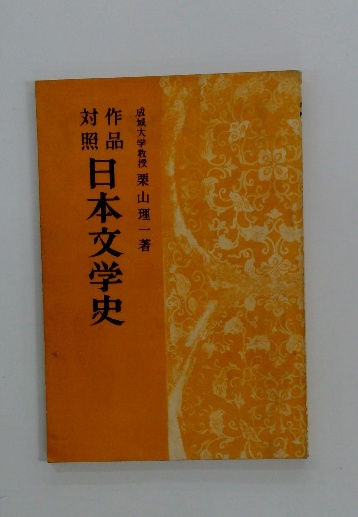 成城大学教授 栗山理一著
作品
対照
日本文学史